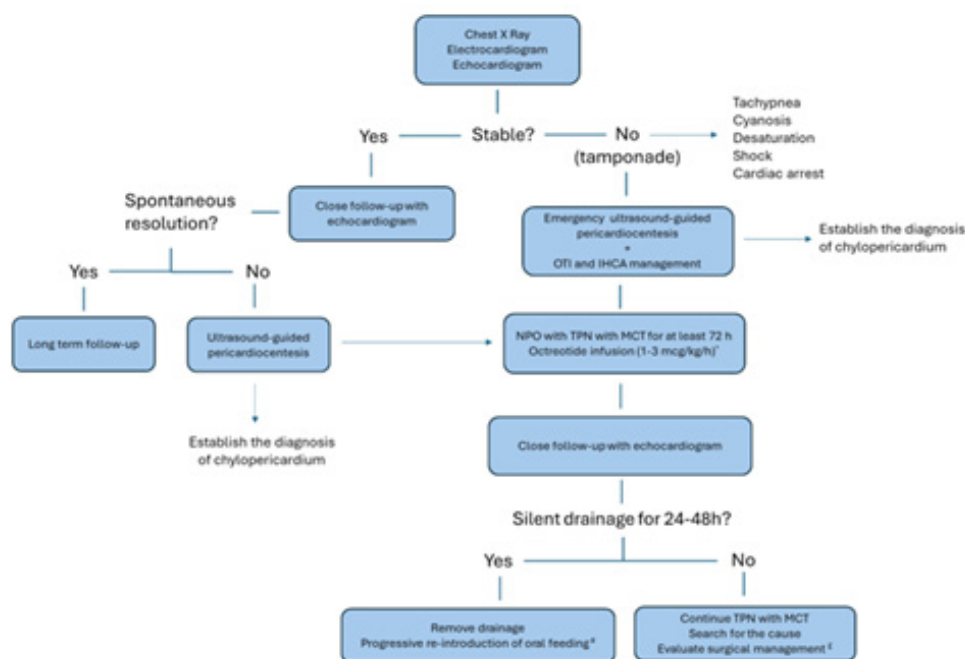 Chest X Ray
Electrocardiogram
Echocardiogram
Yes
Stable?
No
(tamponade)
Tachypnea
Cyanosis
Desaturation
Shock
Cardiac arrest
Spontaneous
resolution?
Close follow-up with
echocardiogram
Emergency ultrasound-guided
pericardiocentesis
+
OTI and IHCA management
Establish the diagnosis
of chylopericardium
Yes
No
Long term follow-up
Ultrasound-guided
pericardiocentesis
NPO with TPN with MCT for at least 72 h
Octreotide infusion (1-3 mcg/kg/h)*
Establish the diagnosis
of chylopericardium
Close follow-up with echocardiogram
Silent drainage for 24-48h?
Yes
No
Remove drainage
Progressive re-introduction of oral feeding
Continue TPN with MCT
Search for the cause
Evaluate surgical management